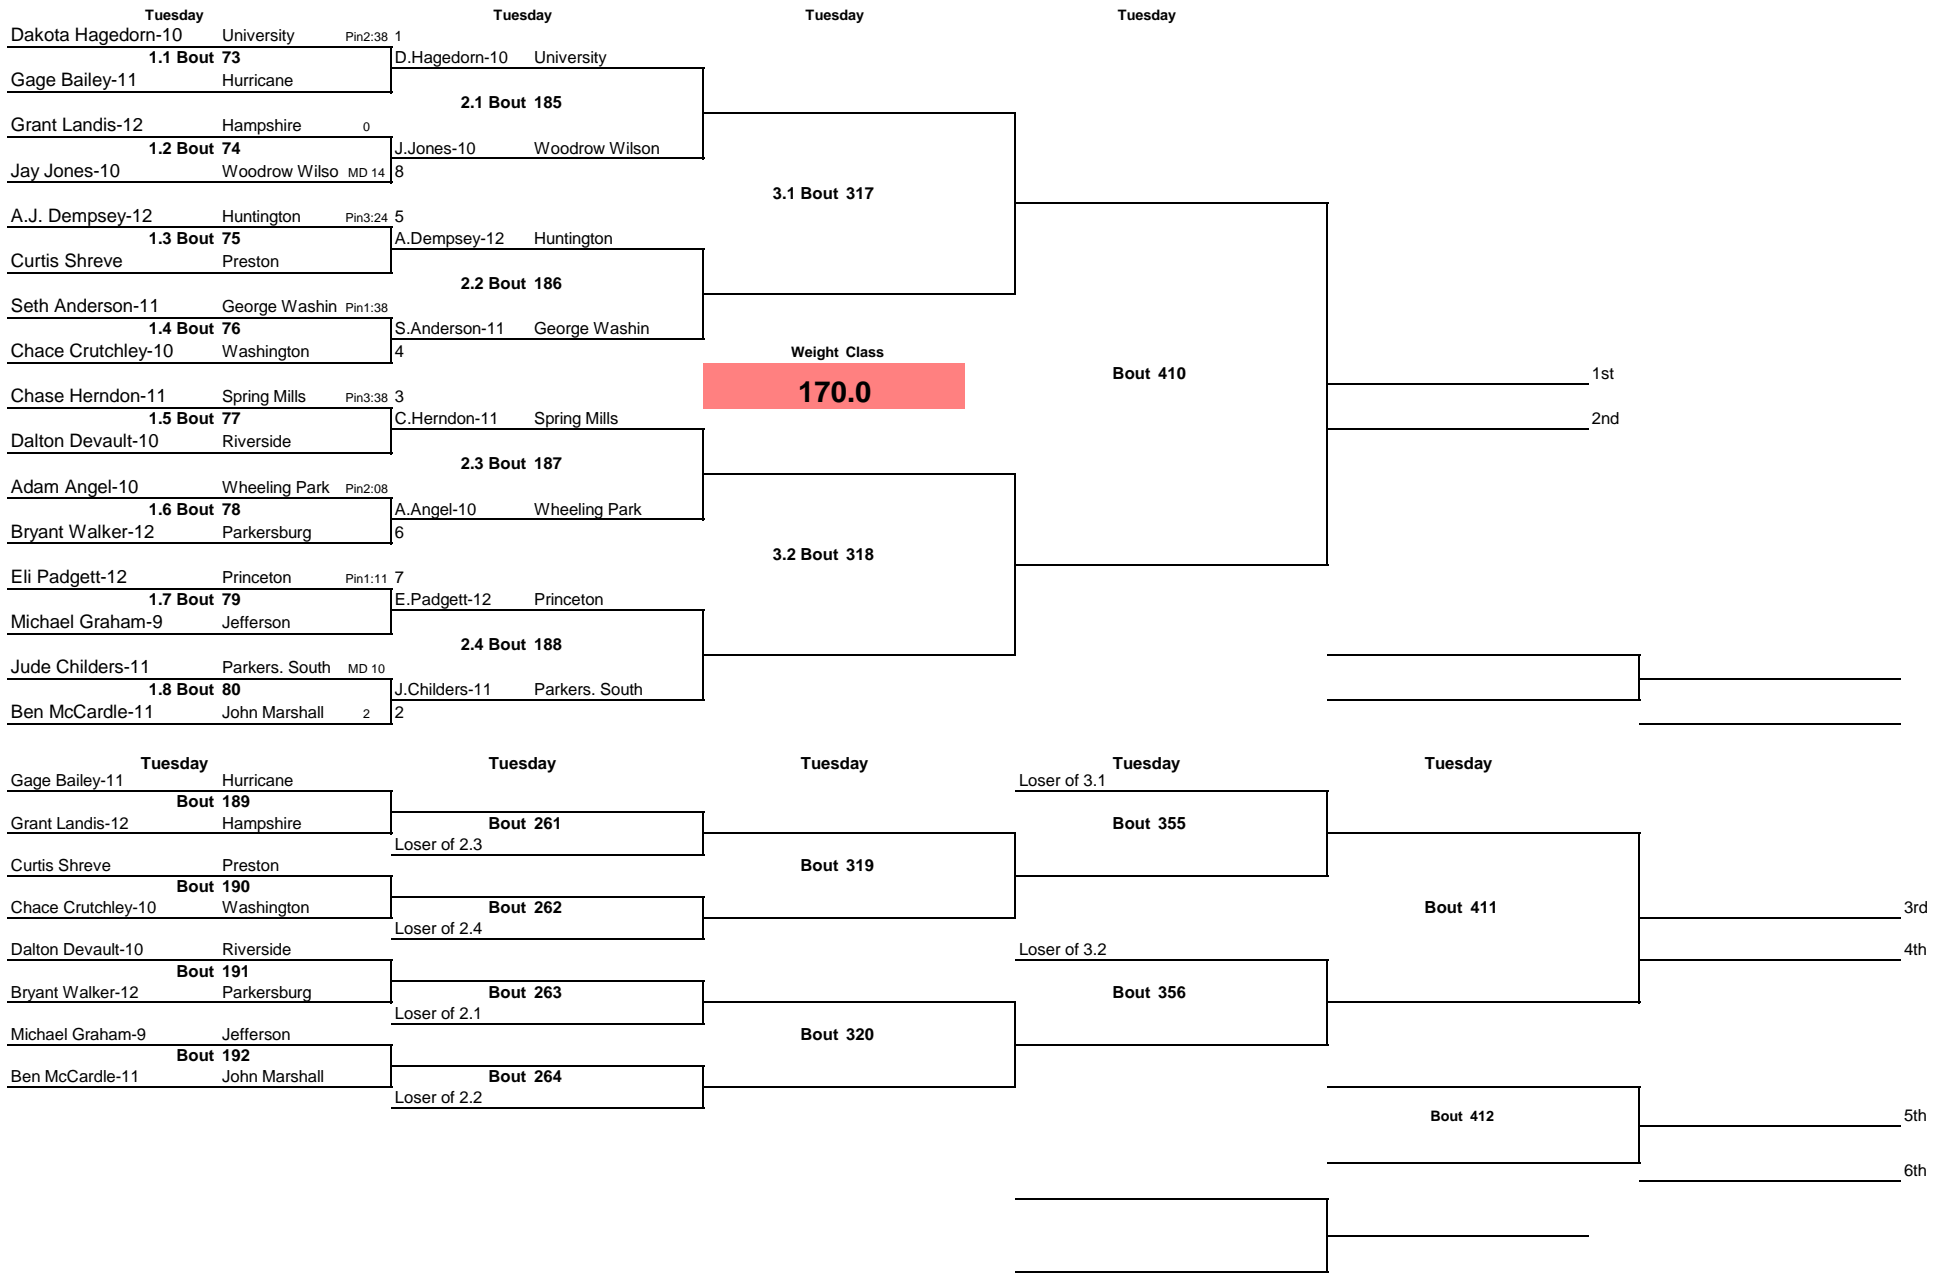 Tuesday Tuesday Tuesday Tuesday
Dakota Hagedorn-10 University Pin2:38 1
1.1 Bout 73 D.Hagedorn-10 University
Gage Bailey-11 Hurricane
2.1 Bout 185
Grant Landis-12 Hampshire 0
1.2 Bout 74 J.Jones-10 Woodrow Wilson
Jay Jones-10 Woodrow Wilso MD 14 8
3.1 Bout 317
A.J. Dempsey-12 Huntington Pin3:24 5
1.3 Bout 75 A.Dempsey-12 Huntington
Curtis Shreve Preston
2.2 Bout 186
Seth Anderson-11 George Washin Pin1:38
1.4 Bout 76 S.Anderson-11 George Washin
Chace Crutchley-10 Washington 4 Weight Class
Bout 410 1st
Chase Herndon-11 Spring Mills Pin3:38 3 170.0
1.5 Bout 77 C.Herndon-11 Spring Mills 2nd
Dalton Devault-10 Riverside
2.3 Bout 187
Adam Angel-10 Wheeling Park Pin2:08
1.6 Bout 78 A.Angel-10 Wheeling Park
Bryant Walker-12 Parkersburg 6
3.2 Bout 318
Eli Padgett-12 Princeton Pin1:11 7
1.7 Bout 79 E.Padgett-12 Princeton
Michael Graham-9 Jefferson
2.4 Bout 188
Jude Childers-11 Parkers. South MD 10
1.8 Bout 80 J.Childers-11 Parkers. South
Ben McCardle-11 John Marshall 2 2
Tuesday Tuesday Tuesday Tuesday Tuesday
Gage Bailey-11 Hurricane Loser of 3.1
Bout 189
Grant Landis-12 Hampshire Bout 261 Bout 355
Loser of 2.3
Curtis Shreve Preston Bout 319
Bout 190
Chace Crutchley-10 Washington Bout 262 Bout 411 3rd
Loser of 2.4
Dalton Devault-10 Riverside Loser of 3.2 4th
Bout 191
Bryant Walker-12 Parkersburg Bout 263 Bout 356
Loser of 2.1
Michael Graham-9 Jefferson Bout 320
Bout 192
Ben McCardle-11 John Marshall Bout 264
Loser of 2.2
Bout 412 5th
6th